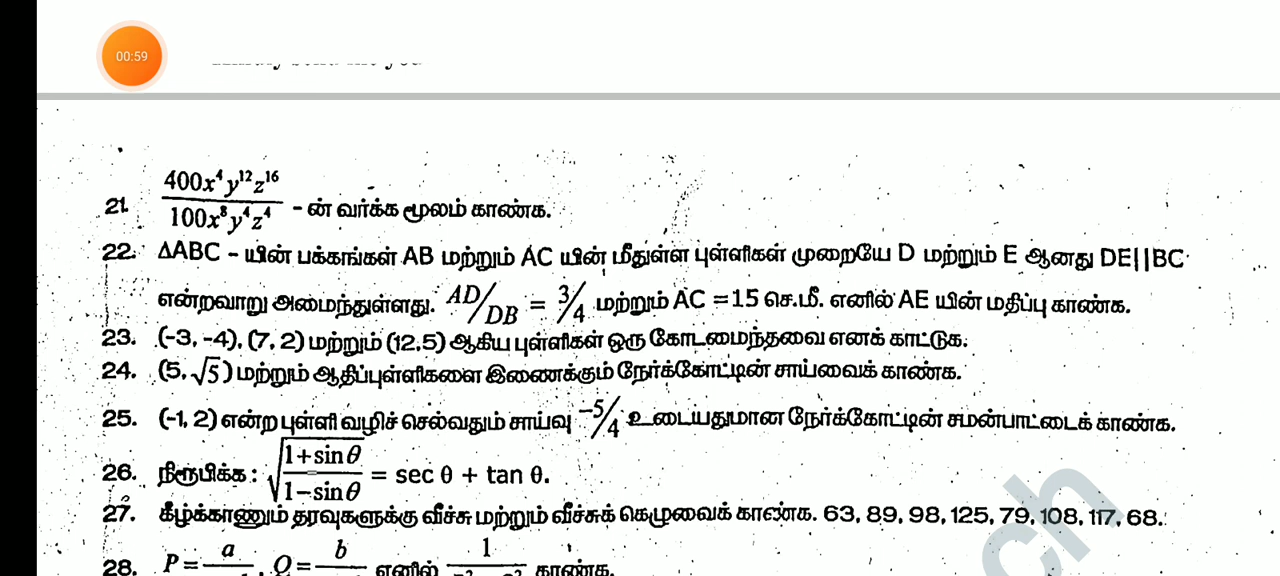 00:59
21. 400x⁴y¹²z¹⁶ / 100x⁸y⁴z⁴ - ன் வர்க்க மூலம் காண்க.
22. ΔABC - யின் பக்கங்கள் AB மற்றும் AC யின் மீதுள்ள புள்ளிகள் முறையே D மற்றும் E ஆனது DE||BC
என்றவாறு அமைந்துள்ளது. AD/DB = 3/4 மற்றும் AC =15 செ.மீ. எனில் AE யின் மதிப்பு காண்க.
23. (-3, -4), (7, 2) மற்றும் (12,5) ஆகிய புள்ளிகள் ஒரு கோடமைந்தவை எனக் காட்டுக.
24. (5, √5) மற்றும் ஆதிப்புள்ளிகளை இணைக்கும் நேர்க்கோட்டின் சாய்வைக் காண்க.
25. (-1, 2) என்ற புள்ளி வழிச் செல்வதும் சாய்வு -5/4 உடையதுமான நேர்க்கோட்டின் சமன்பாட்டைக் காண்க.
26. நிரூபிக்க : √(1+sinθ / 1-sinθ) = sec θ + tan θ.
27. கீழ்க்காணும் தரவுகளுக்கு வீச்சு மற்றும் வீச்சுக் கெழுவைக் காண்க. 63, 89, 98, 125, 79, 108, 117, 68.
28. P = a, Q = b எனில் 1 காண்க.
ch